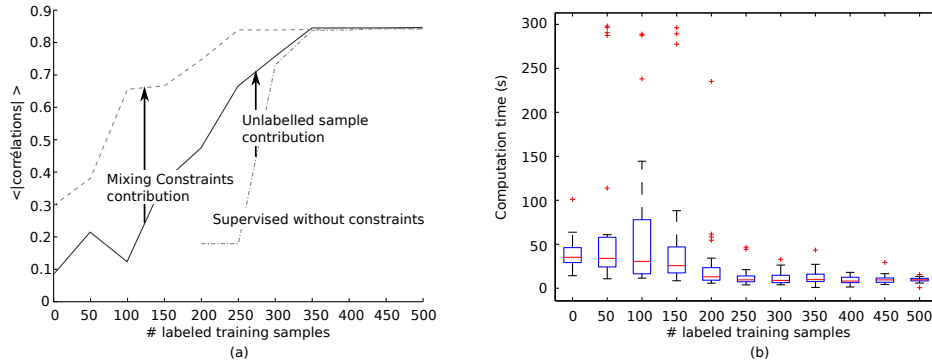 0.9
0.8
0.7
0.6
0.5
0.4
0.3
0.2
0.1
0
<|corrélations| >
Unlabelled sample
contribution
Mixing Constraints
contribution
Supervised without constraints
0 50 100 150 200 250 300 350 400 450 500
# labeled training samples
(a)
300
250
200
150
100
50
0
Computation time (s)
0 50 100 150 200 250 300 350 400 450 500
# labeled training samples
(b)